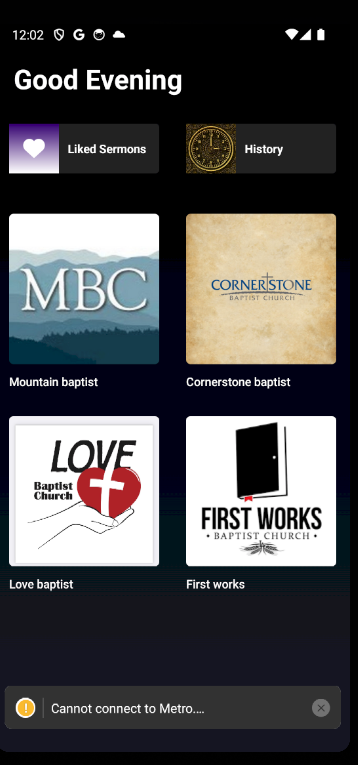 12:02
Good Evening
Liked Sermons
History
MBC
CORNERSTONE
BAPTIST CHURCH
Mountain baptist
Cornerstone baptist
LOVE
Baptist
Church
FIRST WORKS
• BAPTIST CHURCH •
Love baptist
First works
! Cannot connect to Metro....